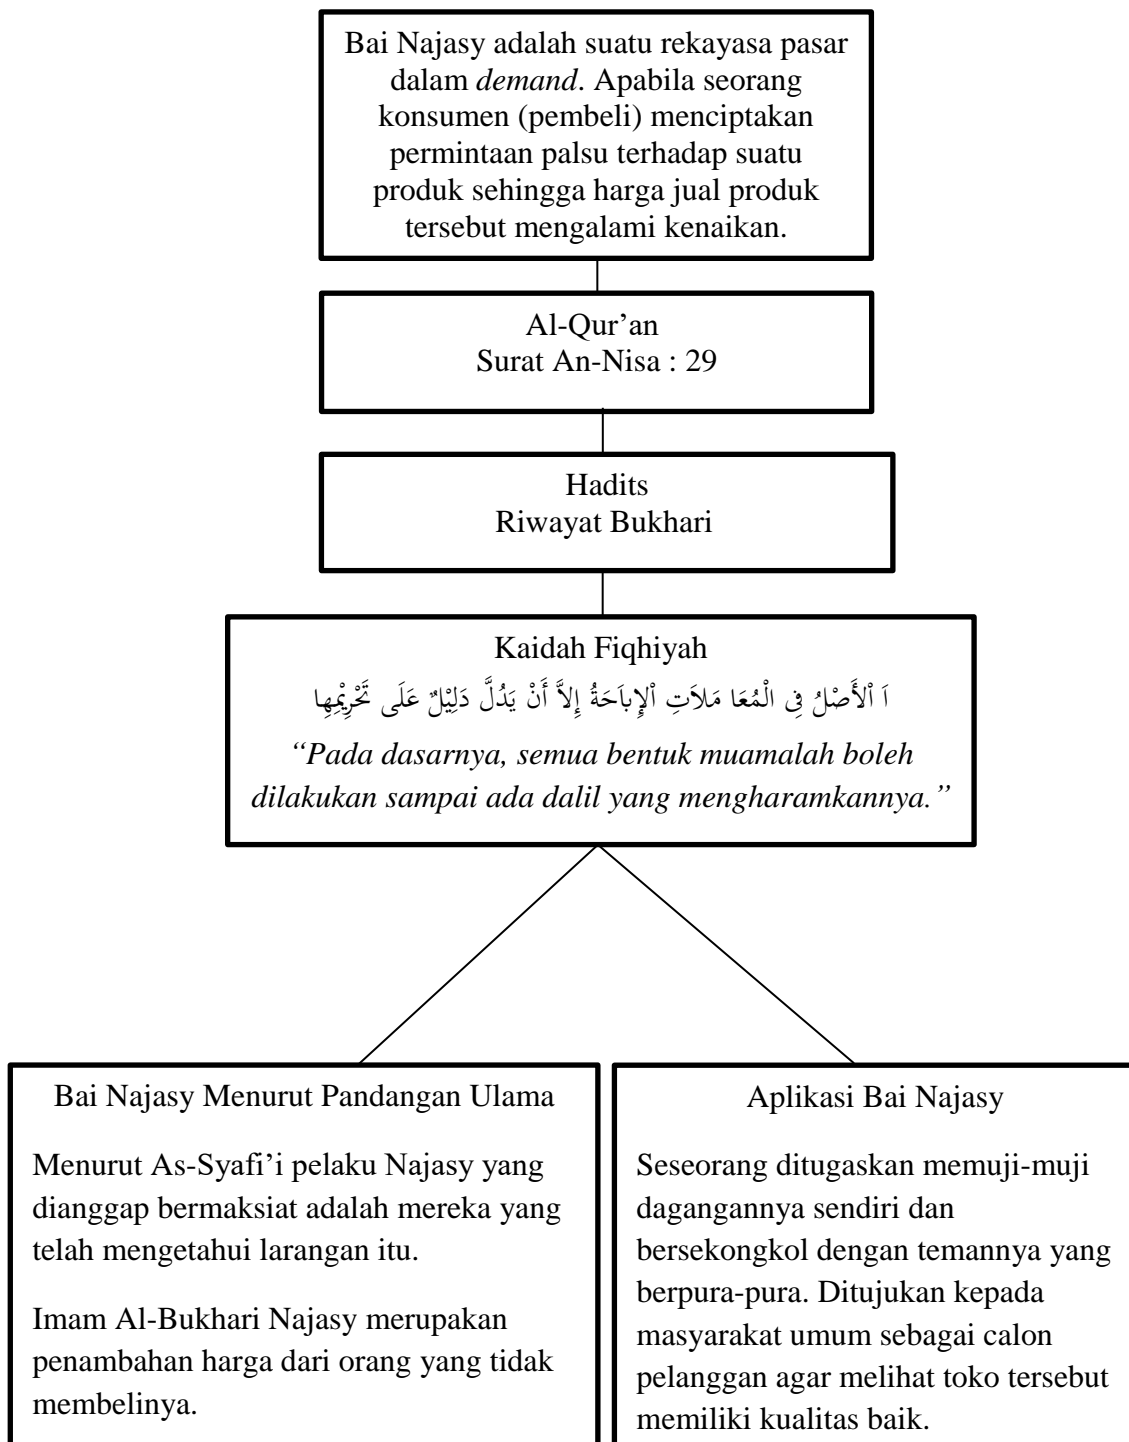 Bai Najasy adalah suatu rekayasa pasar
dalam demand. Apabila seorang
konsumen (pembeli) menciptakan
permintaan palsu terhadap suatu
produk sehingga harga jual produk
tersebut mengalami kenaikan.
Al-Qur’an
Surat An-Nisa : 29
Hadits
Riwayat Bukhari
Kaidah Fiqhiyah
اَ ْلأَصْلُ فِى الْمُعَا مَلاَتِ اْلإِباَحَةُ إِلاَّ أَنْ يَدُلَّ دَلِيْلٌ عَلَى تَحْرِيْمِهِا
“Pada dasarnya, semua bentuk muamalah boleh
dilakukan sampai ada dalil yang mengharamkannya.”
Bai Najasy Menurut Pandangan Ulama
Menurut As-Syafi’i pelaku Najasy yang
dianggap bermaksiat adalah mereka yang
telah mengetahui larangan itu.
Imam Al-Bukhari Najasy merupakan
penambahan harga dari orang yang tidak
membelinya.
Aplikasi Bai Najasy
Seseorang ditugaskan memuji-muji
dagangannya sendiri dan
bersekongkol dengan temannya yang
berpura-pura. Ditujukan kepada
masyarakat umum sebagai calon
pelanggan agar melihat toko tersebut
memiliki kualitas baik.